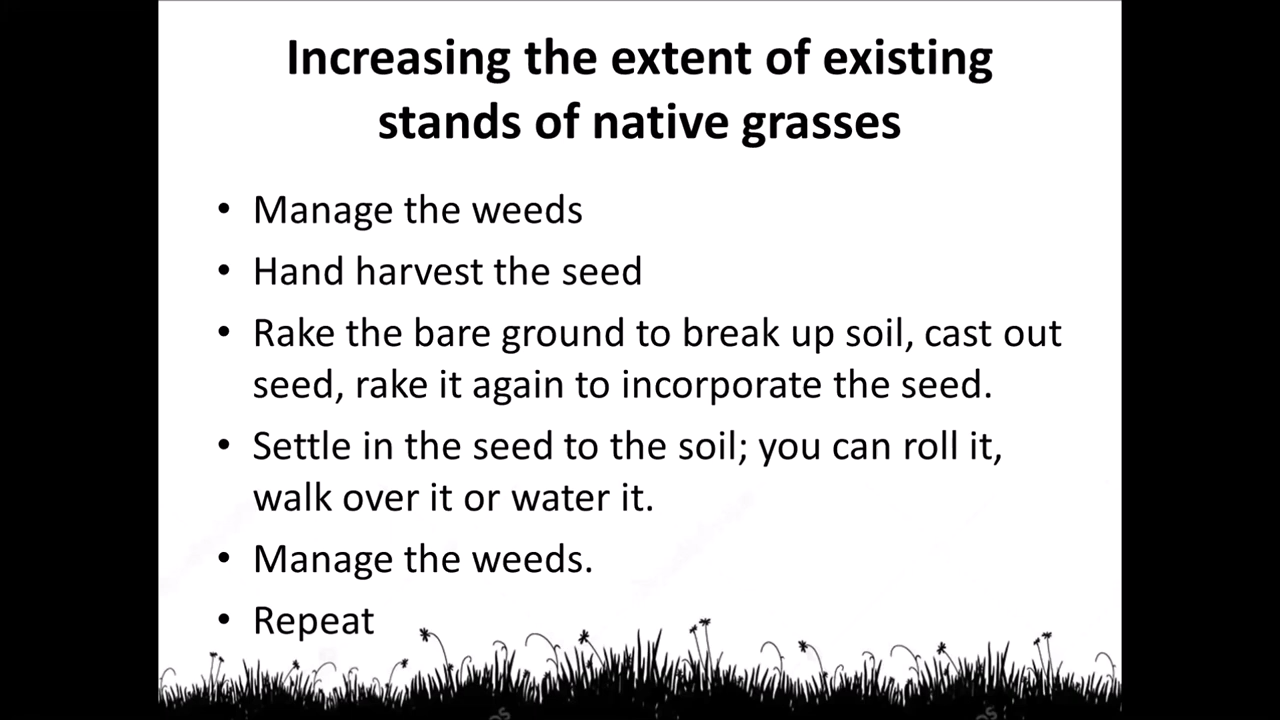 Increasing the extent of existing
stands of native grasses
• Manage the weeds
• Hand harvest the seed
• Rake the bare ground to break up soil, cast out
seed, rake it again to incorporate the seed.
• Settle in the seed to the soil; you can roll it,
walk over it or water it.
• Manage the weeds.
• Repeat